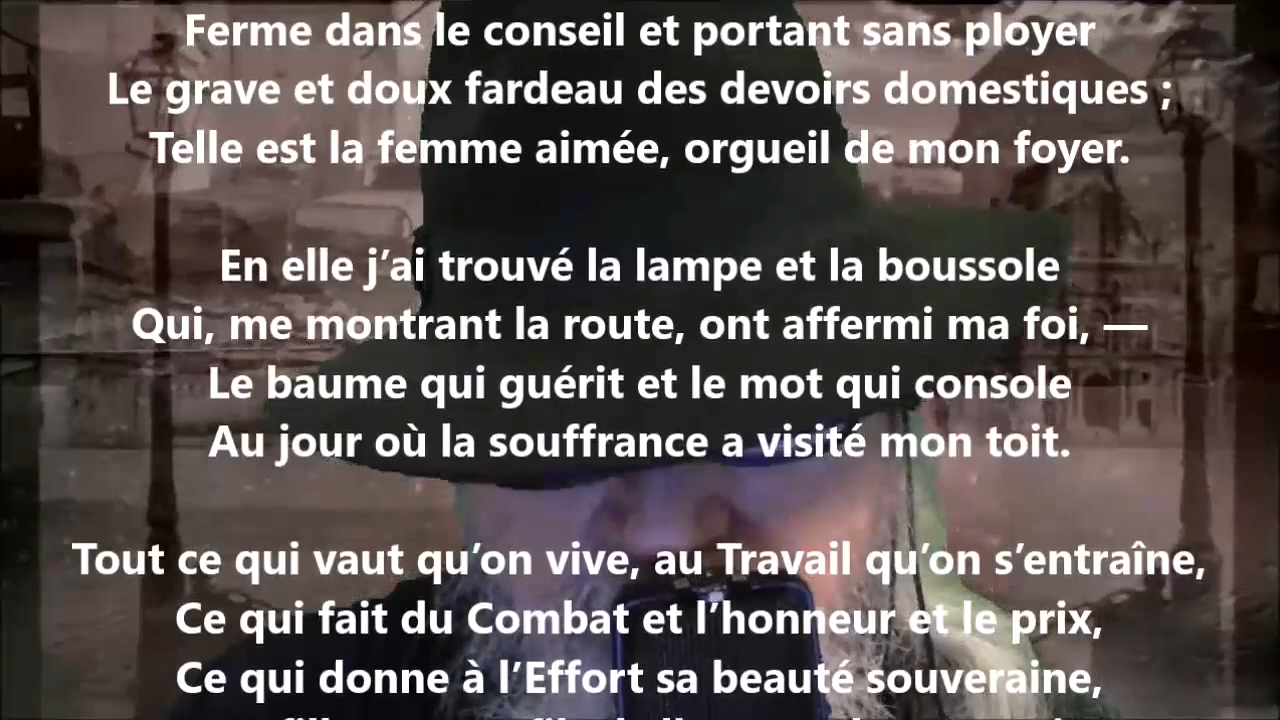 Ferme dans le conseil et portant sans ployer
Le grave et doux fardeau des devoirs domestiques ;
Telle est la femme aimée, orgueil de mon foyer.
En elle j’ai trouvé la lampe et la boussole
Qui, me montrant la route, ont affermi ma foi, —
Le baume qui guérit et le mot qui console
Au jour où la souffrance a visité mon toit.
Tout ce qui vaut qu’on vive, au Travail qu’on s’entraîne,
Ce qui fait du Combat et l’honneur et le prix,
Ce qui donne à l’Effort sa beauté souveraine,